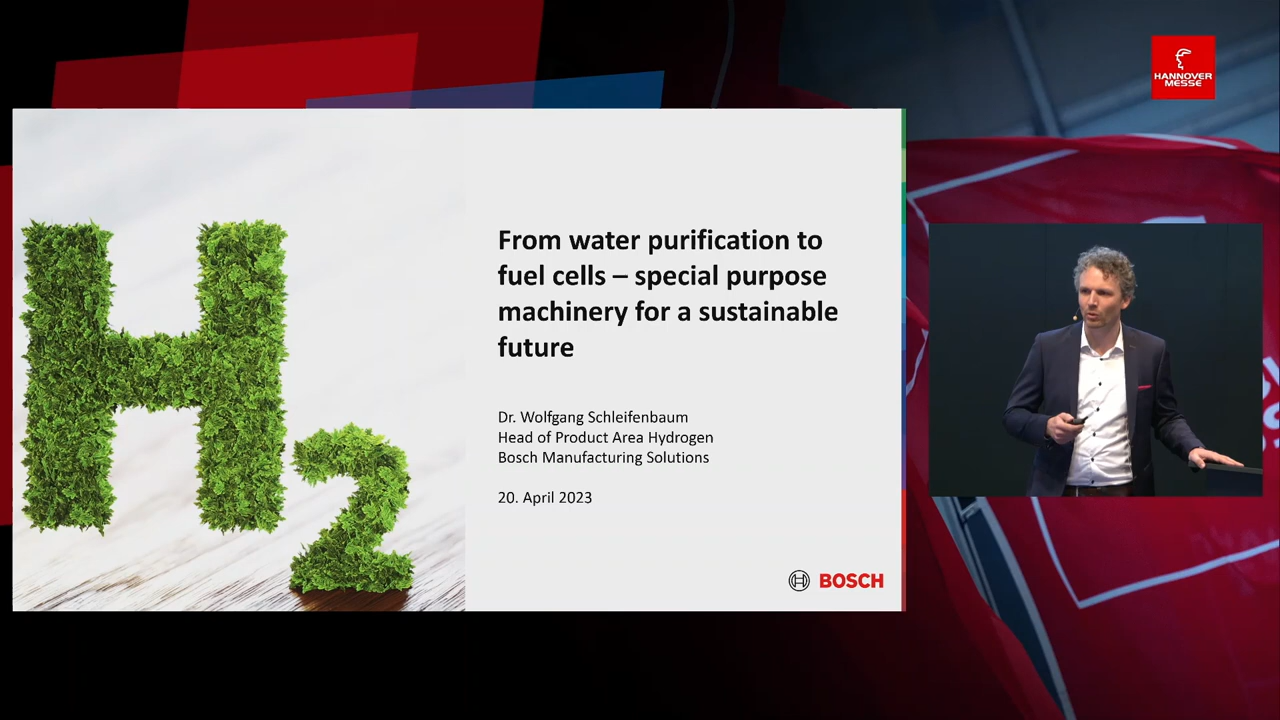 HANNOVER
MESSE
H2
From water purification to
fuel cells – special purpose
machinery for a sustainable
future
Dr. Wolfgang Schleifenbaum
Head of Product Area Hydrogen
Bosch Manufacturing Solutions
20. April 2023
BOSCH